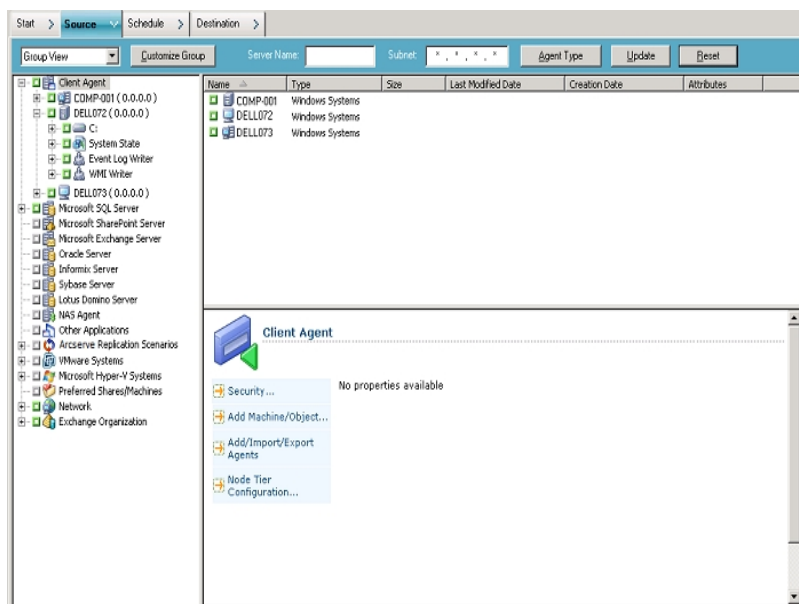 Start > Source Schedule > Destination >
Group View Customize Group Server Name: Subnet: * . * . * . * Agent Type Update Reset
Client Agent
COMP-001 ( 0.0.0.0 )
DELL072 ( 0.0.0.0 )
C:
System State
Event Log Writer
WMI Writer
DELL073 ( 0.0.0.0 )
Microsoft SQL Server
Microsoft SharePoint Server
Microsoft Exchange Server
Oracle Server
Informix Server
Sybase Server
Lotus Domino Server
NAS Agent
Other Applications
Arcserve Replication Scenarios
VMware Systems
Microsoft Hyper-V Systems
Preferred Shares/Machines
Network
Exchange Organization
Name Type Size Last Modified Date Creation Date Attributes
COMP-001 Windows Systems
DELL072 Windows Systems
DELL073 Windows Systems
Client Agent
Security...
Add Machine/Object...
Add/Import/Export
Agents
Node Tier
Configuration...
No properties available